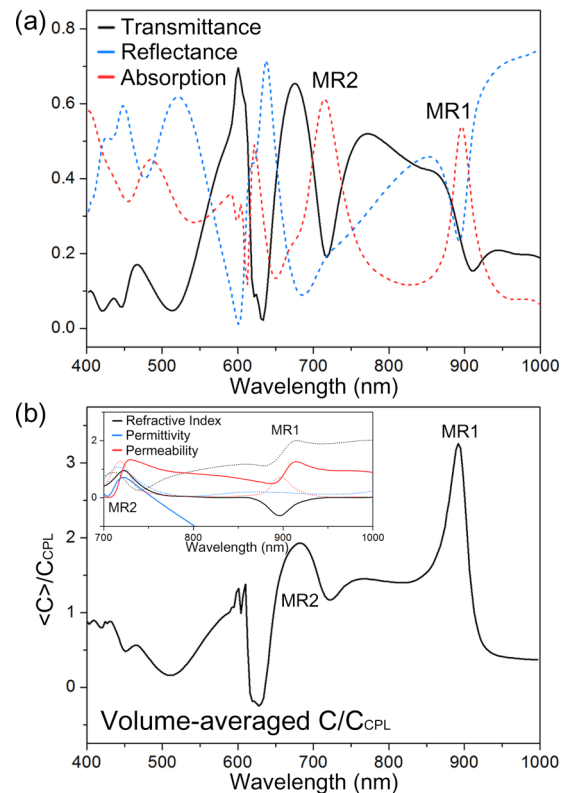 (a)
Transmittance
Reflectance
Absorption
MR2
MR1
0.8
0.6
0.4
0.2
0.0
400 500 600 700 800 900 1000
Wavelength (nm)
(b)
Refractive Index
Permittivity
Permeability
MR1
MR2
2
0
700 800 900 1000
Wavelength (nm)
MR1
MR2
3
2
1
0
<C>/CCPL
Volume-averaged C/CCPL
400 500 600 700 800 900 1000
Wavelength (nm)